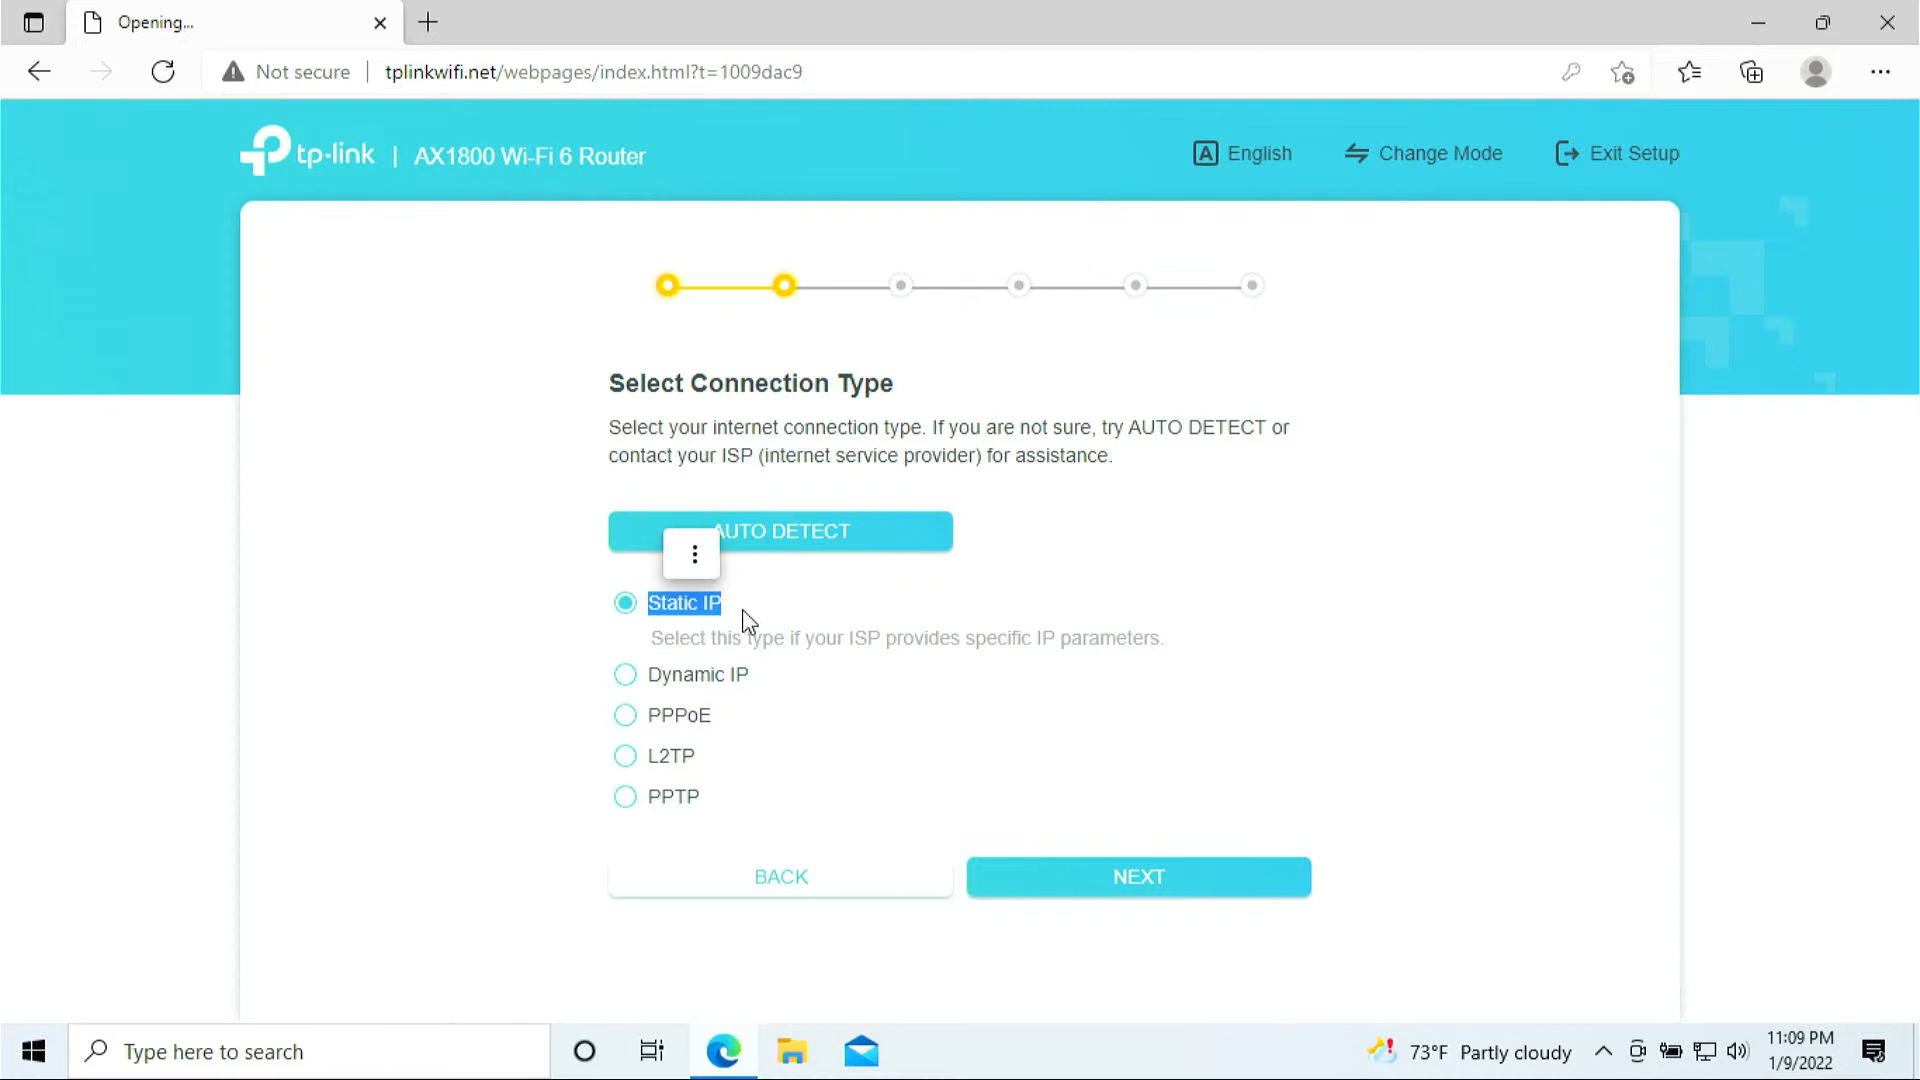 Opening...
Not secure | tplinkwifi.net/webpages/index.html?t=1009dac9
tp-link | AX1800 Wi-Fi 6 Router
A English
Change Mode
Exit Setup
Select Connection Type
Select your internet connection type. If you are not sure, try AUTO DETECT or
contact your ISP (internet service provider) for assistance.
AUTO DETECT
Static IP
Select this type if your ISP provides specific IP parameters.
Dynamic IP
PPPoE
L2TP
PPTP
BACK
NEXT
Type here to search
73°F Partly cloudy
11:09 PM
1/9/2022